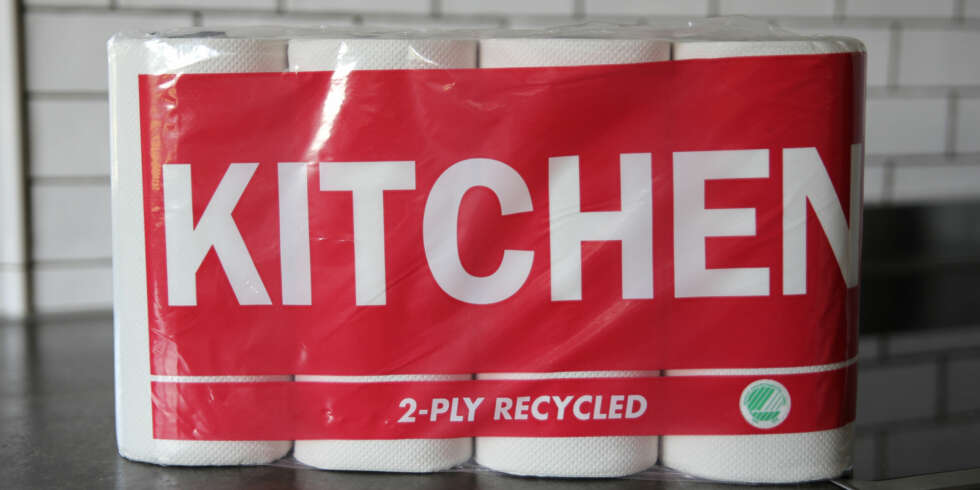 KITCHEN
2-PLY RECYCLED